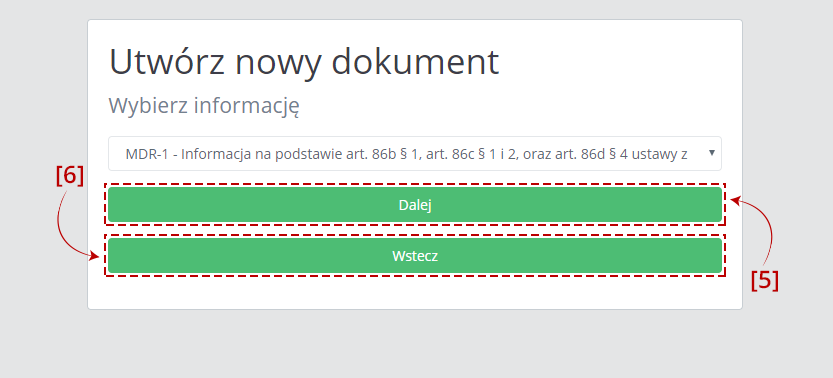 Utwórz nowy dokument
Wybierz informację
MDR-1 - Informacja na podstawie art. 86b § 1, art. 86c § 1 i 2, oraz art. 86d § 4 ustawy z
[6]
Dalej
Wstecz
[5]